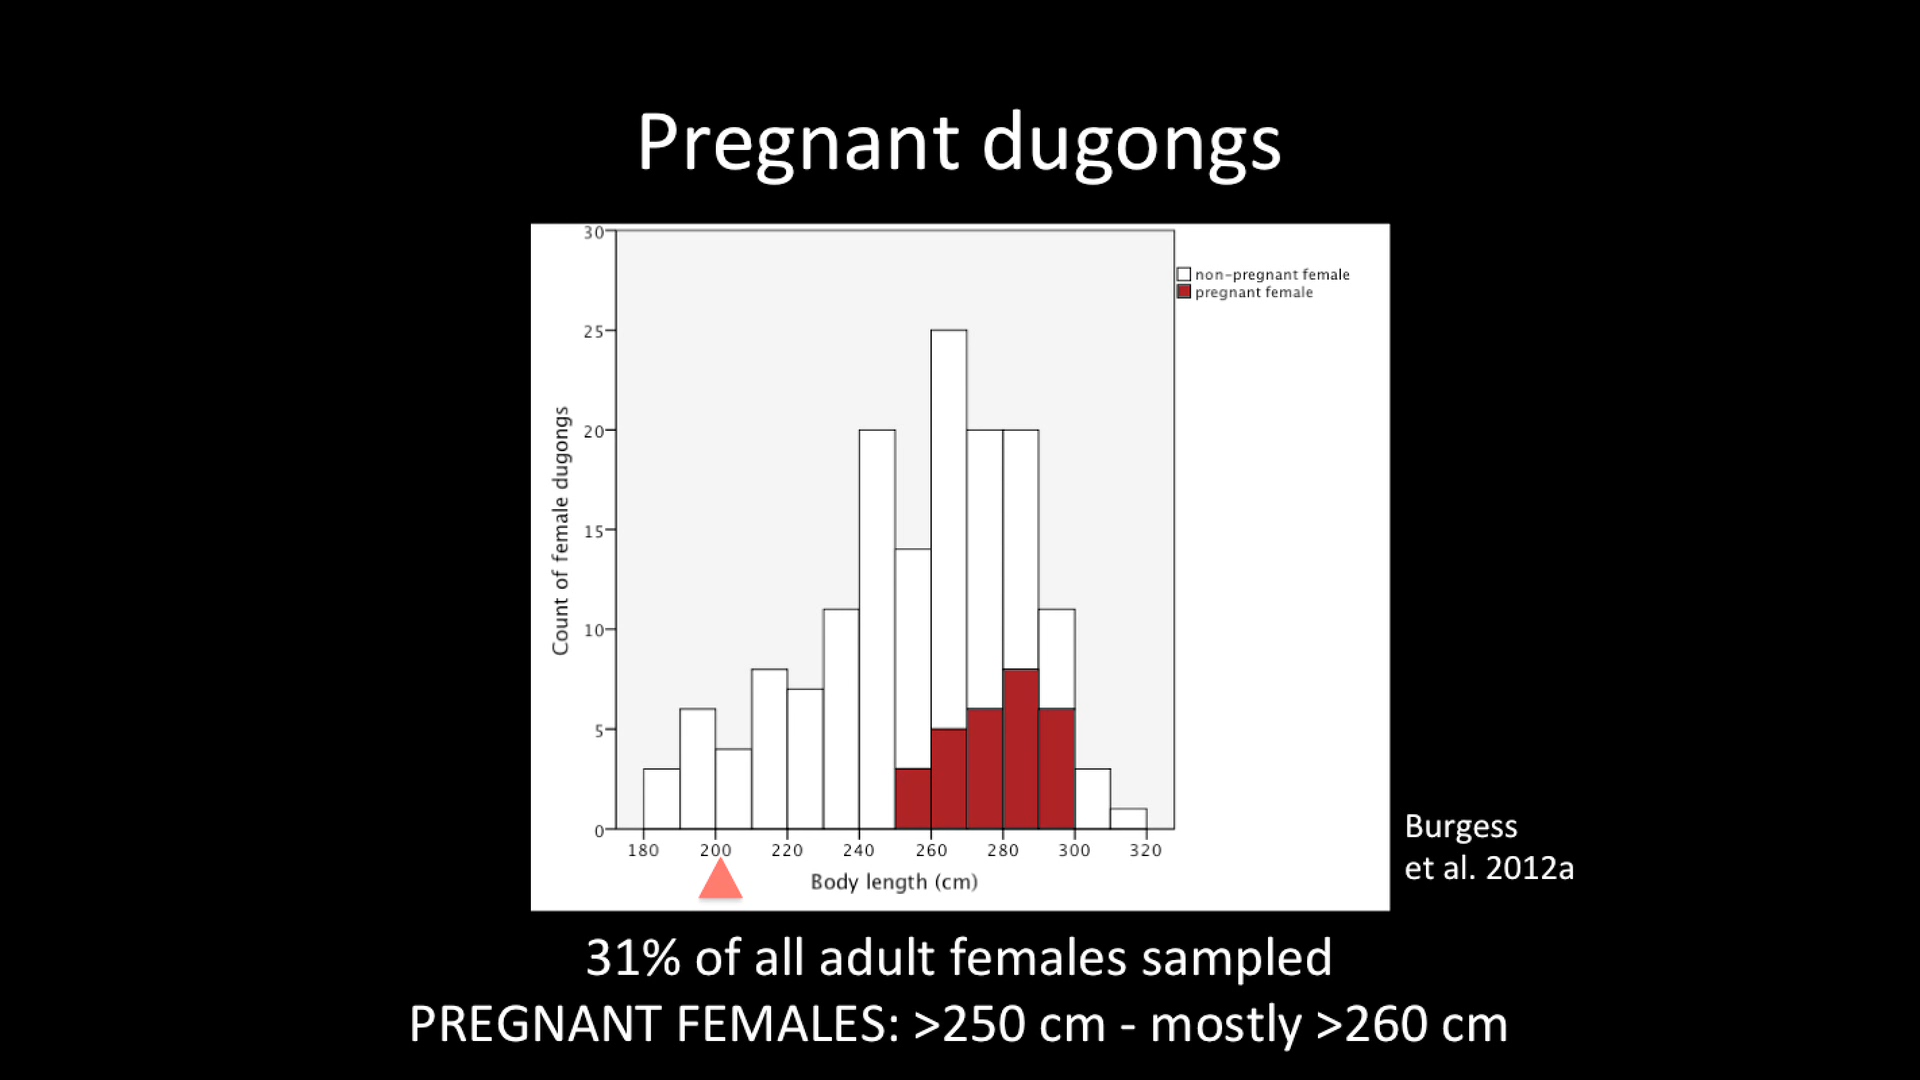 Pregnant dugongs
30
25
20
15
10
5
0
Count of female dugongs
non-pregnant female
pregnant female
180 200 220 240 260 280 300 320
Body length (cm)
Burgess
et al. 2012a
31% of all adult females sampled
PREGNANT FEMALES: >250 cm - mostly >260 cm